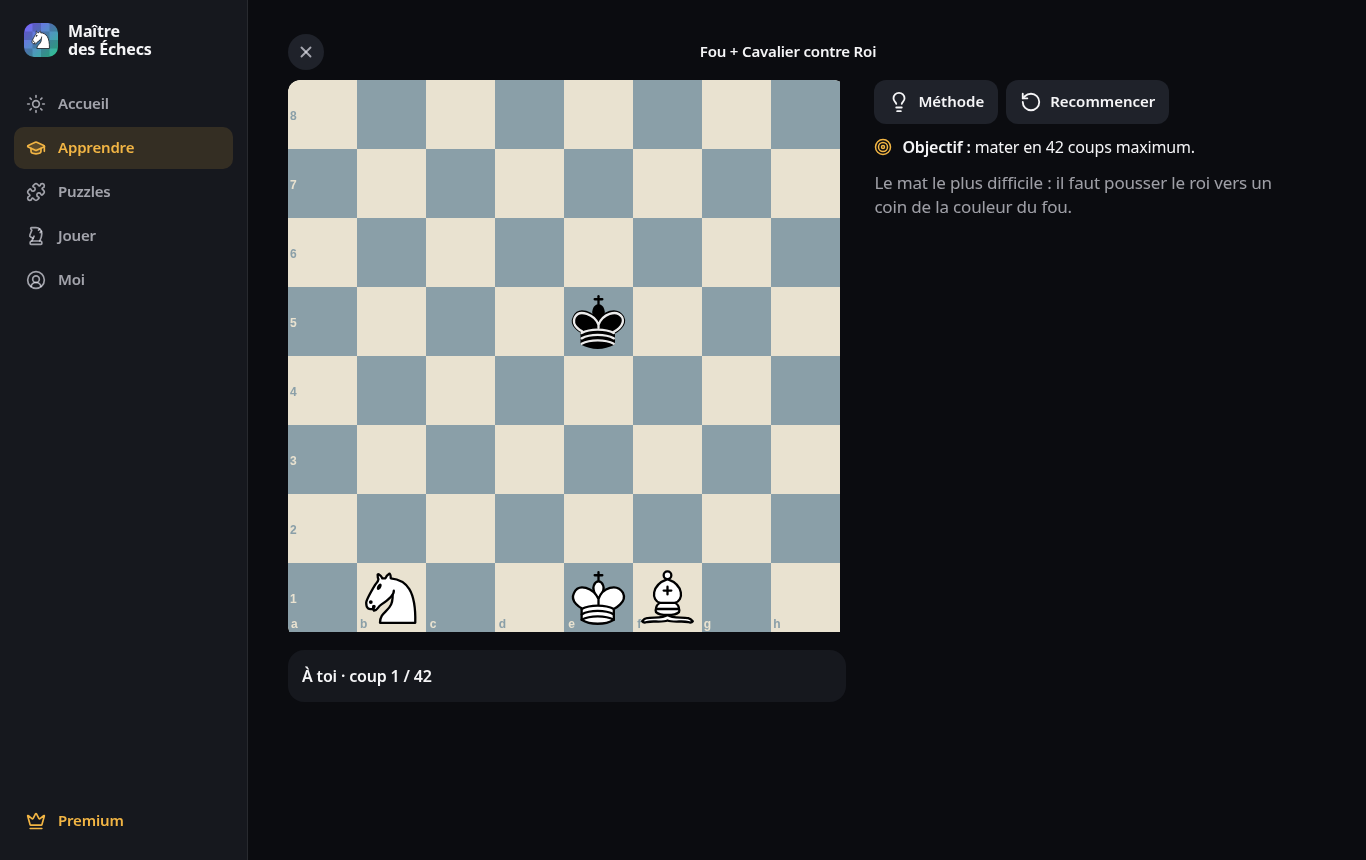 Maître
des Échecs
Accueil
Apprendre
Puzzles
Jouer
Moi
Premium
Fou + Cavalier contre Roi
8
7
6
5
4
3
2
1
a b c d e f g h
À toi · coup 1 / 42
Méthode Recommencer
Objectif : mater en 42 coups maximum.
Le mat le plus difficile : il faut pousser le roi vers un
coin de la couleur du fou.